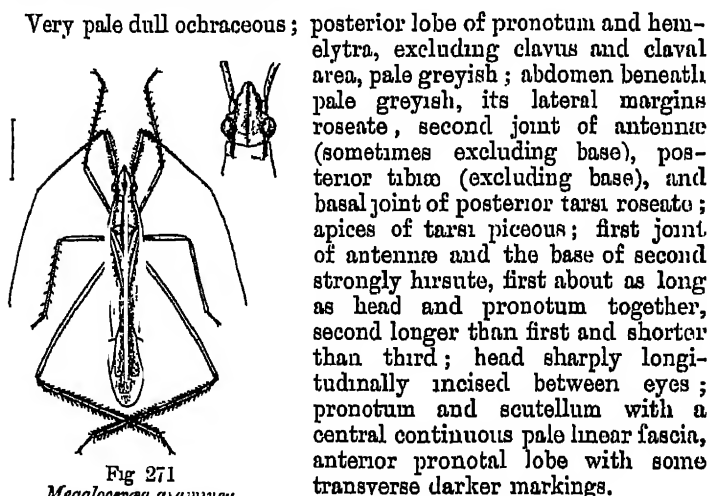 Very pale dull ochraceous; posterior lobe of pronotum and hem-
elytra, excluding clavus and claval
area, pale greyish; abdomen beneath
pale greyish, its lateral margins
roseate, second joint of antennæ
(sometimes excluding base), pos-
terior tibiæ (excluding base), and
basal joint of posterior tarsi roseate;
apices of tarsi piceous; first joint
of antennæ and the base of second
strongly hirsute, first about as long
as head and pronotum together,
second longer than first and shorter
than third; head sharply longi-
tudinally incised between eyes;
pronotum and scutellum with a
central continuous pale linear fascia,
anterior pronotal lobe with some
transverse darker markings.
Fig 271